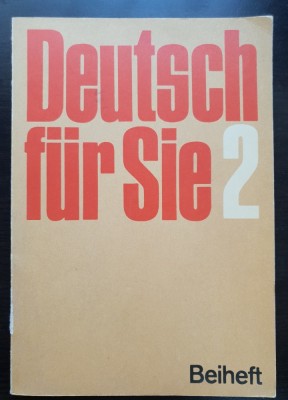 Deutsch
für Sie 2
Beiheft